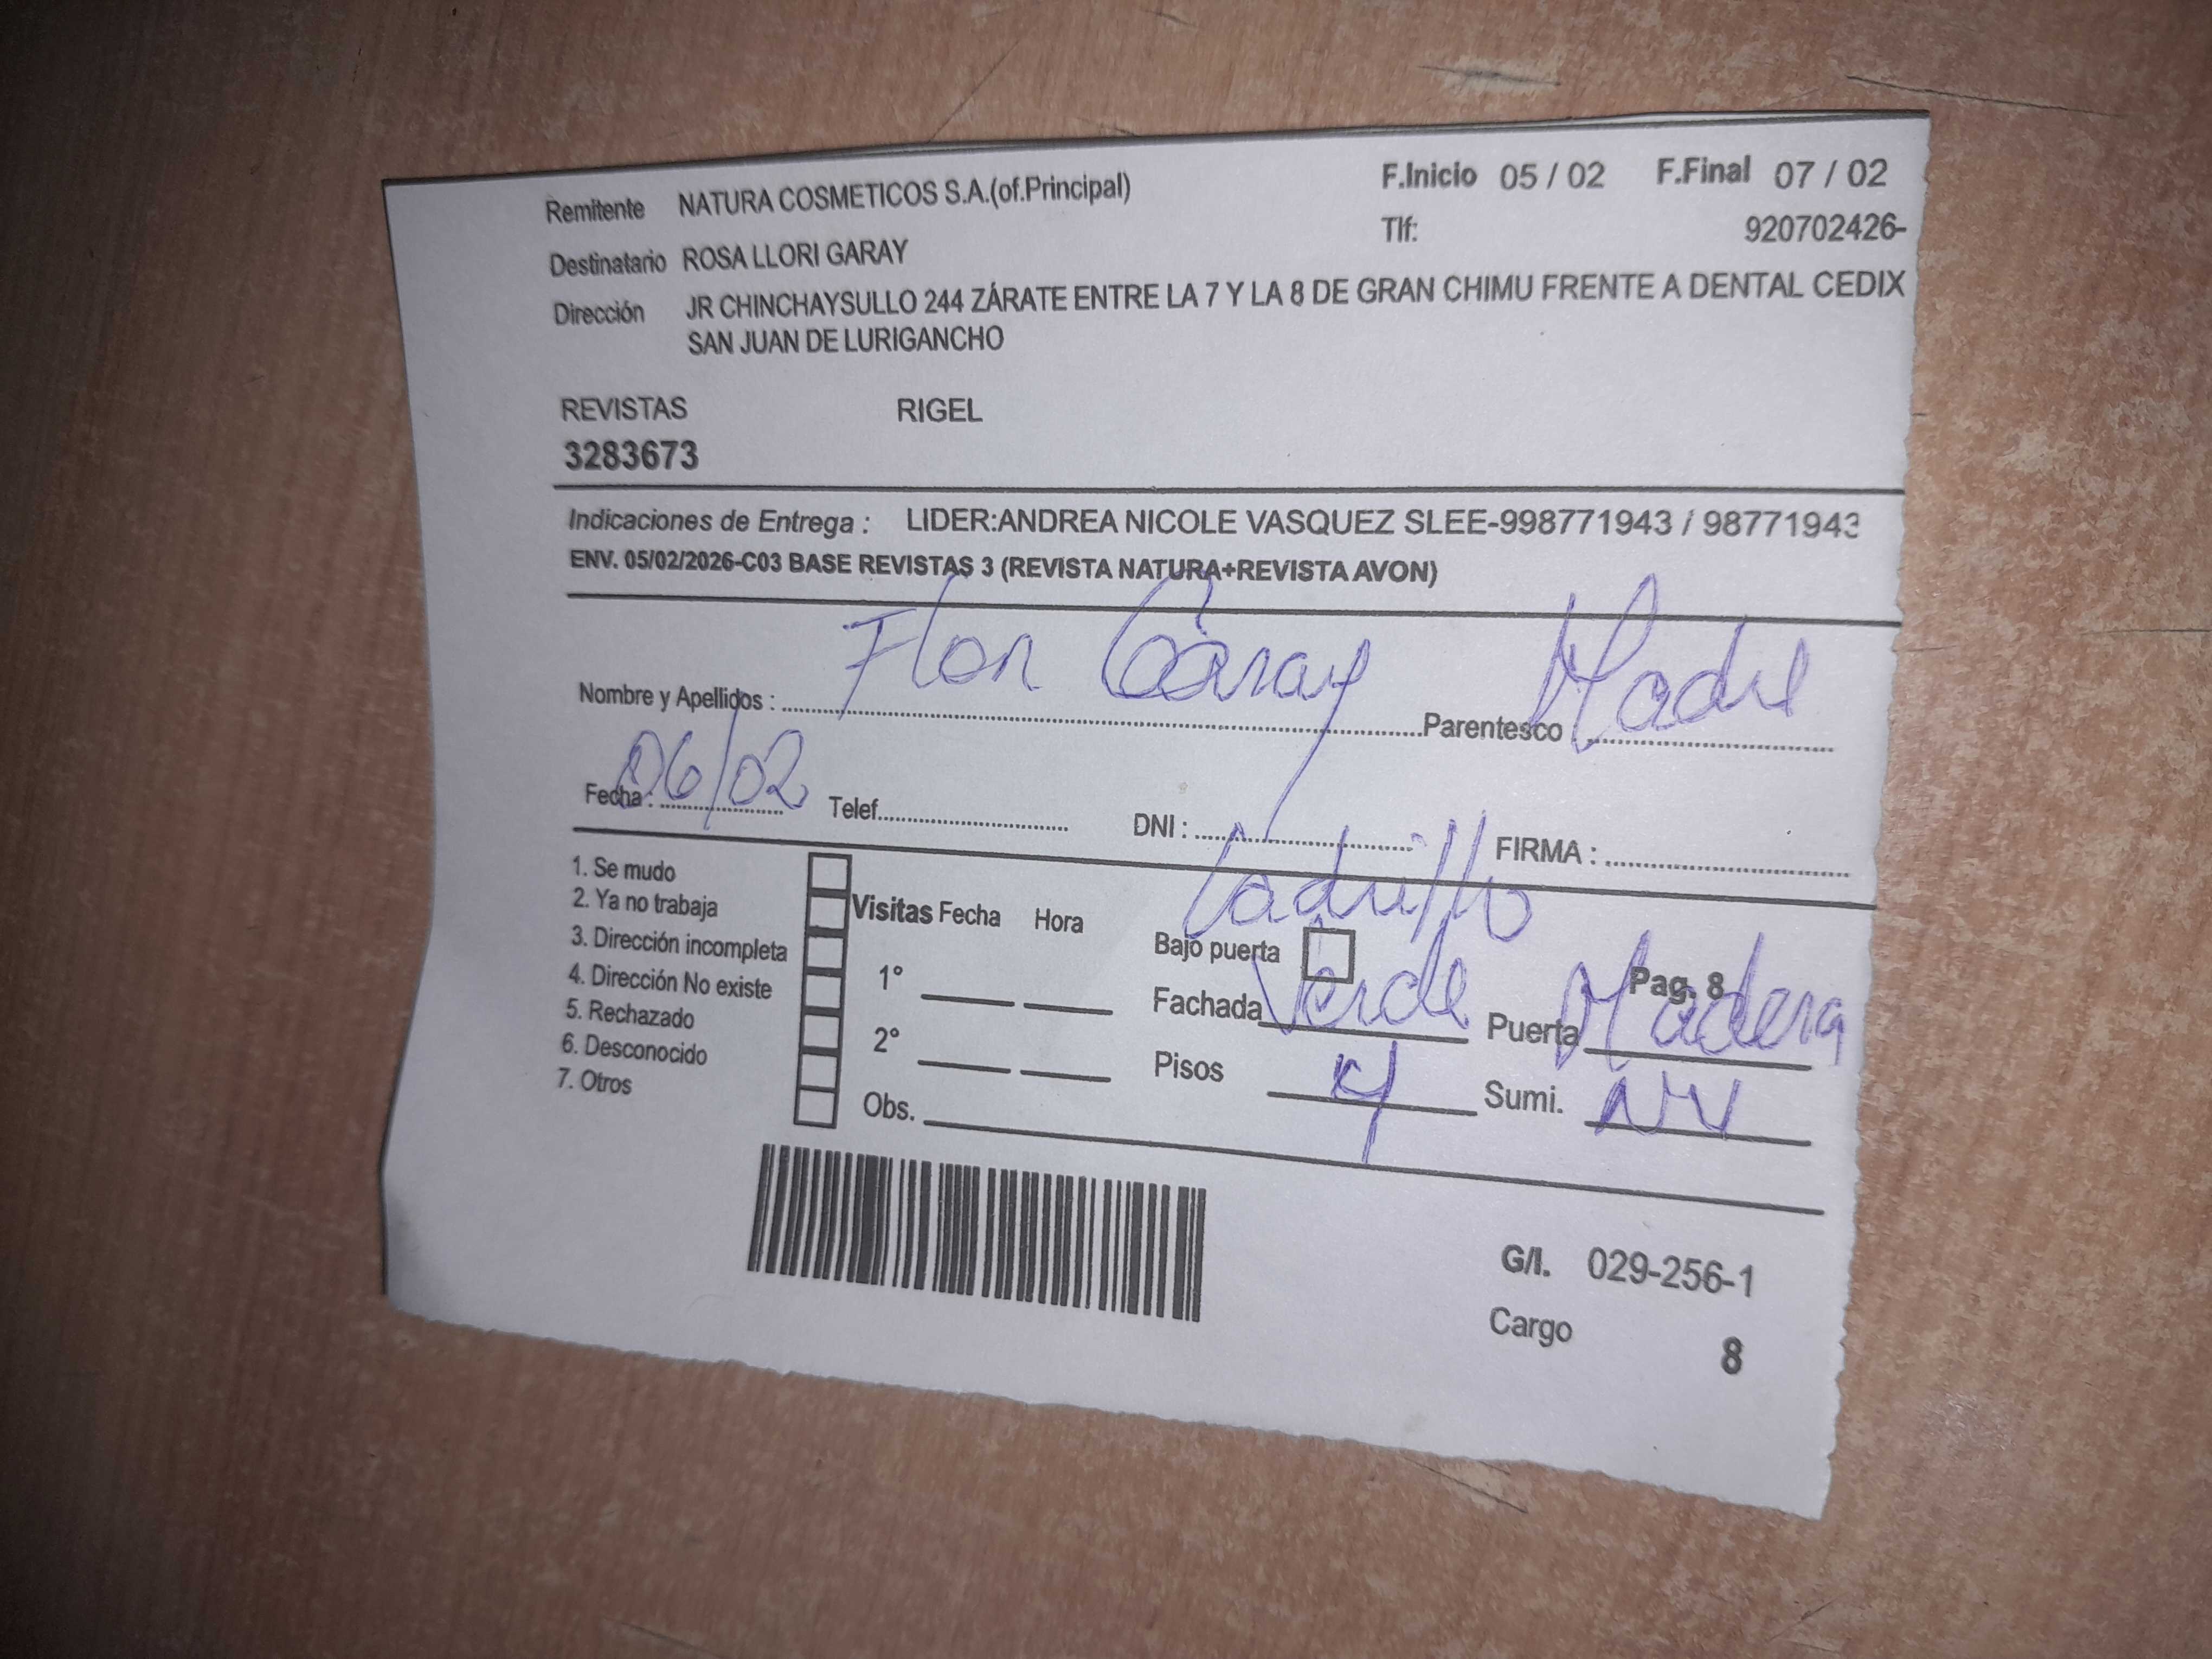 Remitente NATURA COSMETICOS S.A.(of.Principal) F.Inicio 05 / 02 F.Final 07 / 02
Tlf: 920702426-
Destinatario ROSA LLORI GARAY
Dirección JR CHINCHAYSULLO 244 ZÁRATE ENTRE LA 7 Y LA 8 DE GRAN CHIMU FRENTE A DENTAL CEDIX
SAN JUAN DE LURIGANCHO
REVISTAS RIGEL
3283673
Indicaciones de Entrega : LIDER:ANDREA NICOLE VASQUEZ SLEE-998771943 / 98771943
ENV. 05/02/2026-C03 BASE REVISTAS 3 (REVISTA NATURA+REVISTA AVON)
Nombre y Apellidos : Flor Garay Parentesco : Madre
Fecha : 06/02 Telef. DNI : FIRMA :
1. Se mudo
2. Ya no trabaja
3. Dirección incompleta
4. Dirección No existe
5. Rechazado
6. Desconocido
7. Otros
Visitas Fecha Hora
1°
2°
Obs.
Ladrillo
Bajo puerta Pag. 8
Fachada Verde Puerta Madera
Pisos 4 Sumi. NV
G/I. 029-256-1
Cargo 8